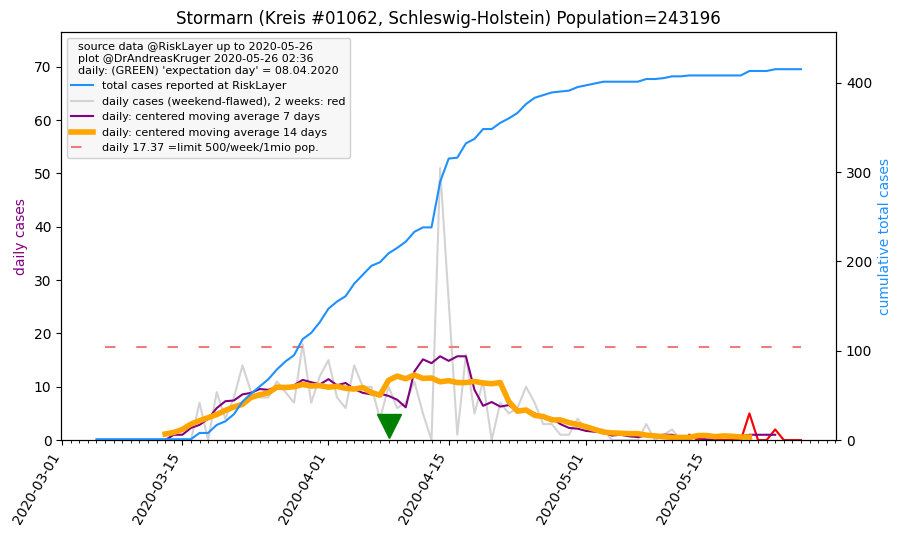 Stormarn (Kreis #01062, Schleswig-Holstein) Population=243196
source data @RiskLayer up to 2020-05-26
plot @DrAndreasKruger 2020-05-26 02:36
daily: (GREEN) 'expectation day' = 08.04.2020
total cases reported at RiskLayer
daily cases (weekend-flawed), 2 weeks: red
daily: centered moving average 7 days
daily: centered moving average 14 days
daily 17.37 =limit 500/week/1mio pop.
daily cases
70
60
50
40
30
20
10
0
cumulative total cases
400
300
200
100
0
2020-03-01
2020-03-15
2020-04-01
2020-04-15
2020-05-01
2020-05-15